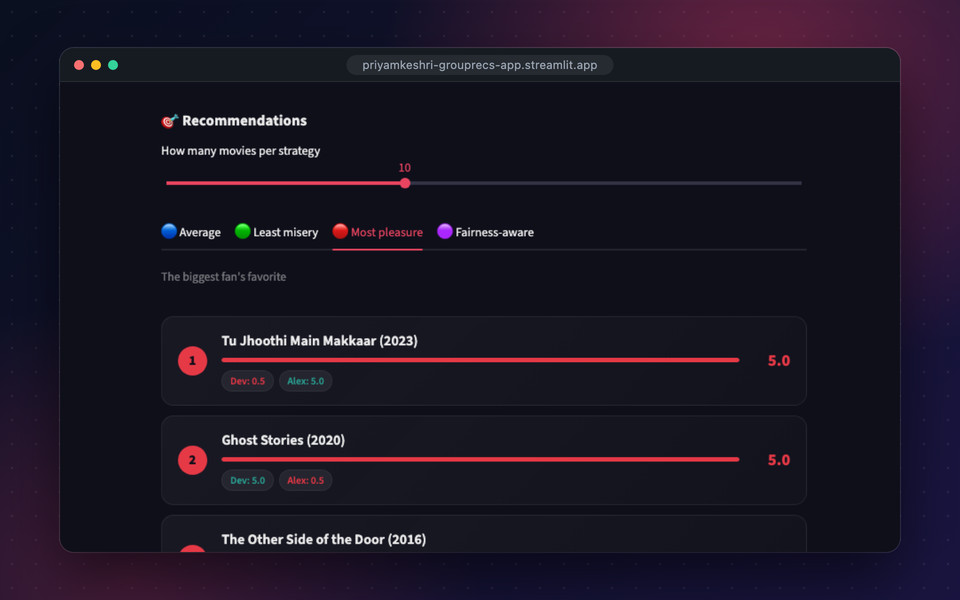 priyamkeshri-grouprecs-app.streamlit.app
🎯 Recommendations
How many movies per strategy
10
🔵 Average 🟢 Least misery 🔴 Most pleasure 🟣 Fairness-aware
The biggest fan's favorite
1 Tu Jhoothi Main Makkaar (2023) 5.0
Dev: 0.5 Alex: 5.0
2 Ghost Stories (2020) 5.0
Dev: 5.0 Alex: 0.5
The Other Side of the Door (2016)